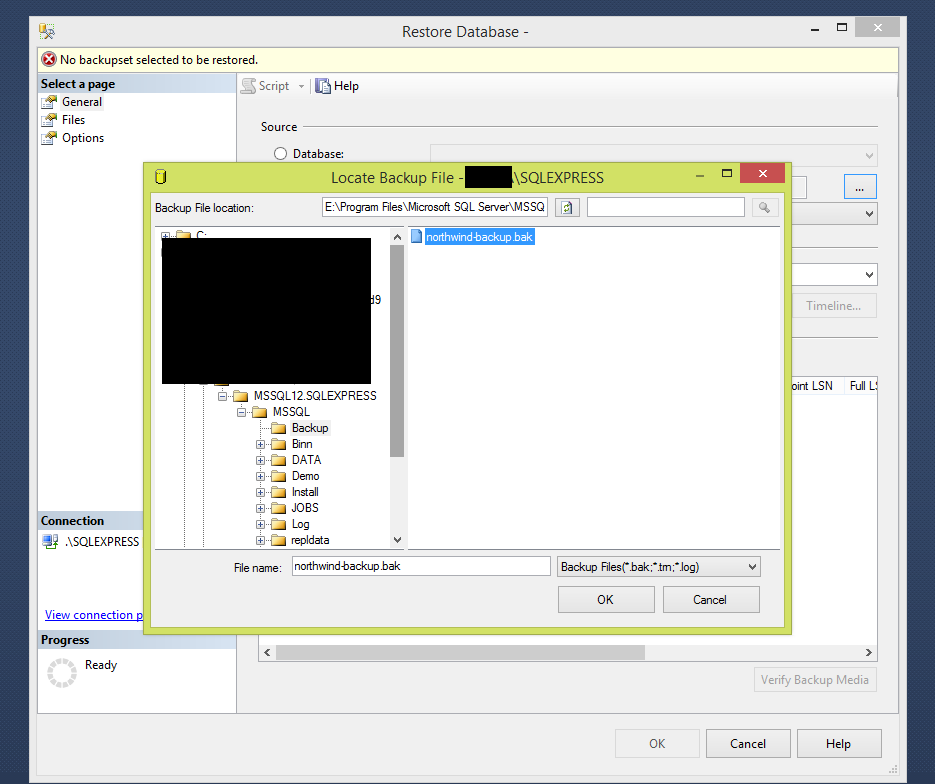 Restore Database -
No backupset selected to be restored.
Select a page
General
Files
Options
Script
Help
Source
Database:
...
Timeline...
oint LSN
Full LS
Locate Backup File - \SQLEXPRESS
Backup File location:
E:\Program Files\Microsoft SQL Server\MSSQ
C:
d9
MSSQL12.SQLEXPRESS
MSSQL
Backup
Binn
DATA
Demo
Install
JOBS
Log
repldata
northwind-backup.bak
File name:
northwind-backup.bak
Backup Files(*.bak;*.trn;*.log)
OK
Cancel
Connection
.\SQLEXPRESS
View connection p
Progress
Ready
Verify Backup Media
OK
Cancel
Help